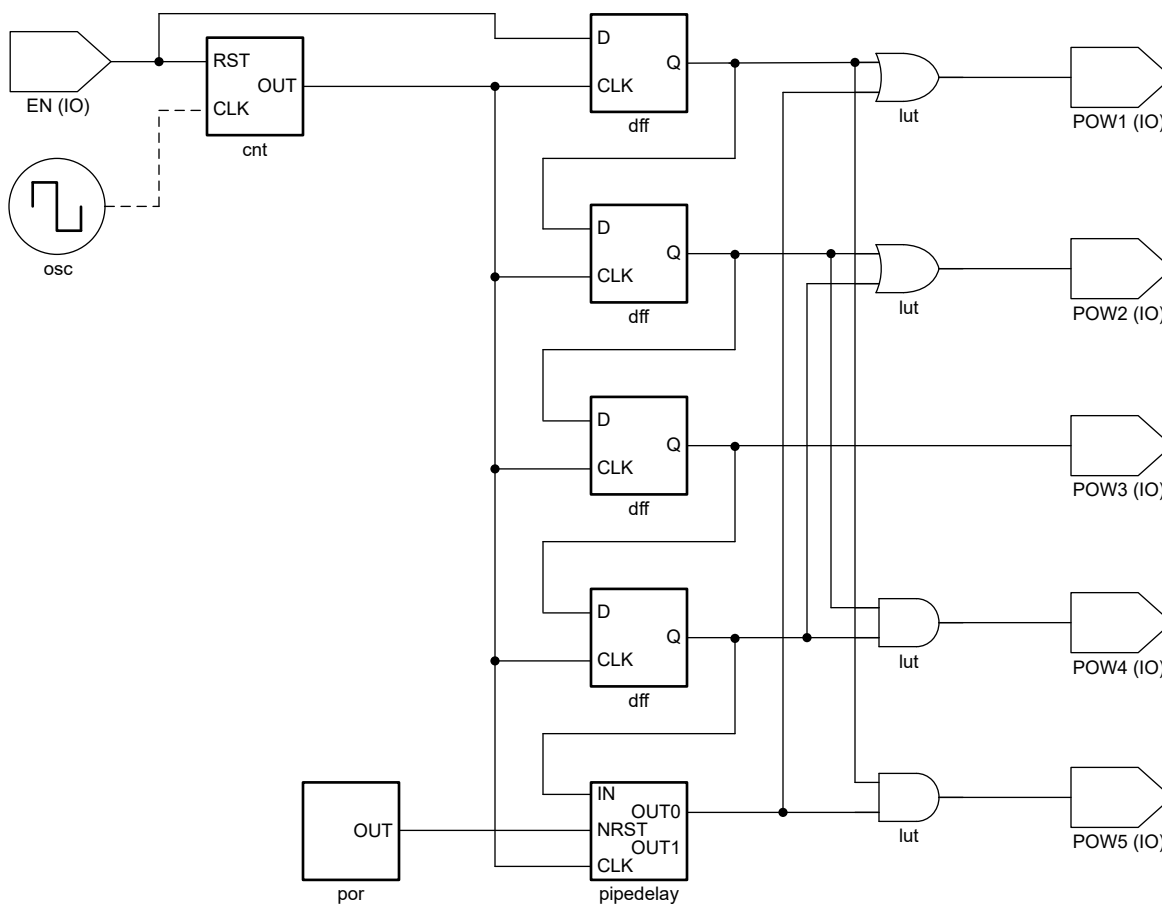 EN (IO)
RST
OUT
CLK
cnt
osc
D
Q
CLK
dff
lut
POW1 (IO)
D
Q
CLK
dff
lut
POW2 (IO)
D
Q
CLK
dff
POW3 (IO)
D
Q
CLK
dff
lut
POW4 (IO)
OUT
por
IN
OUT0
NRST
OUT1
CLK
pipedelay
lut
POW5 (IO)